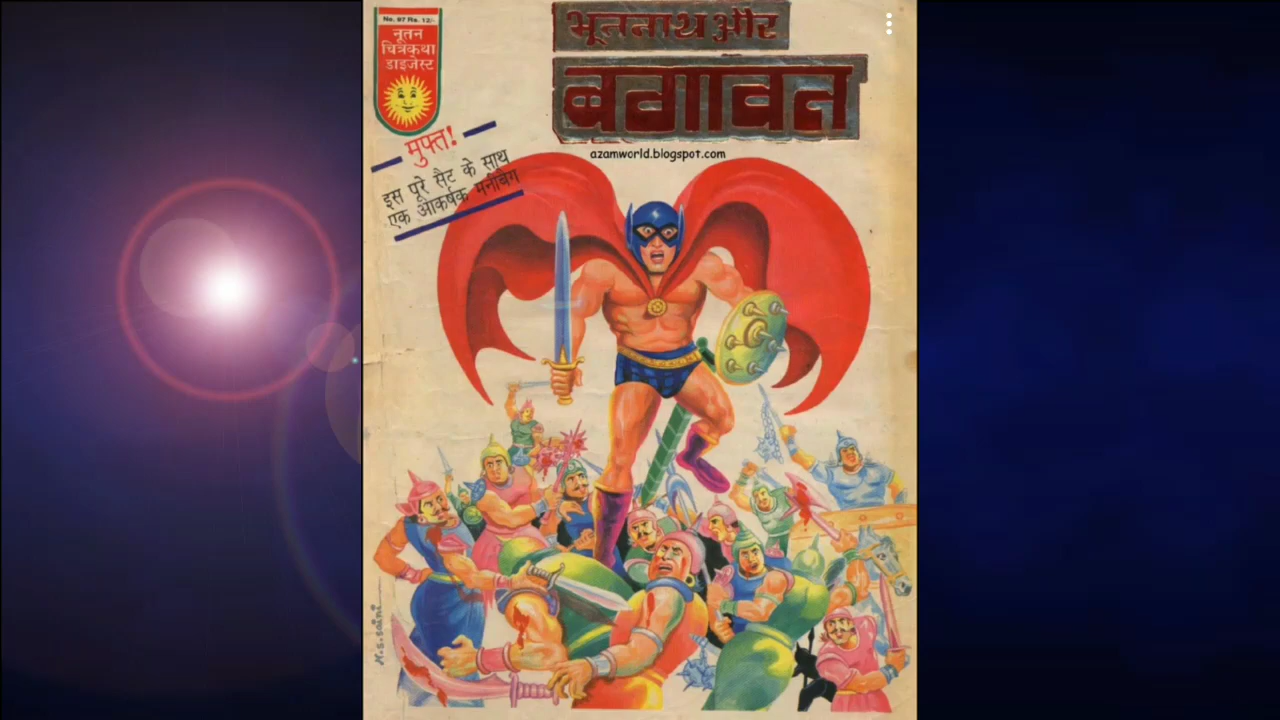 No. 97 Rs. 12/-
नूतन
चित्रकथा
डाइजेस्ट
भूतनाथ और
बगावत
azamworld.blogspot.com
मुफ्त!
इस पूरे सैट के साथ
एक आकर्षक मनीबैग
M.S.Saini